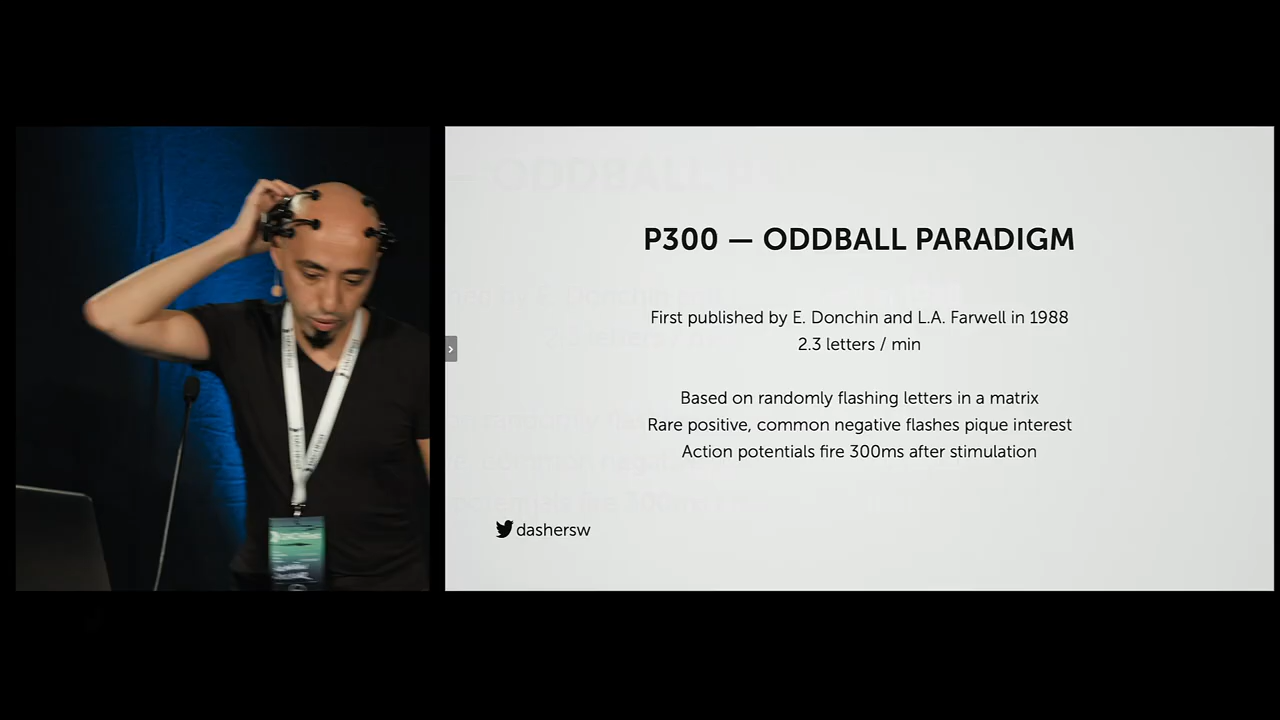 P300 — ODDBALL PARADIGM
First published by E. Donchin and L.A. Farwell in 1988
2.3 letters / min
Based on randomly flashing letters in a matrix
Rare positive, common negative flashes pique interest
Action potentials fire 300ms after stimulation
dashersw